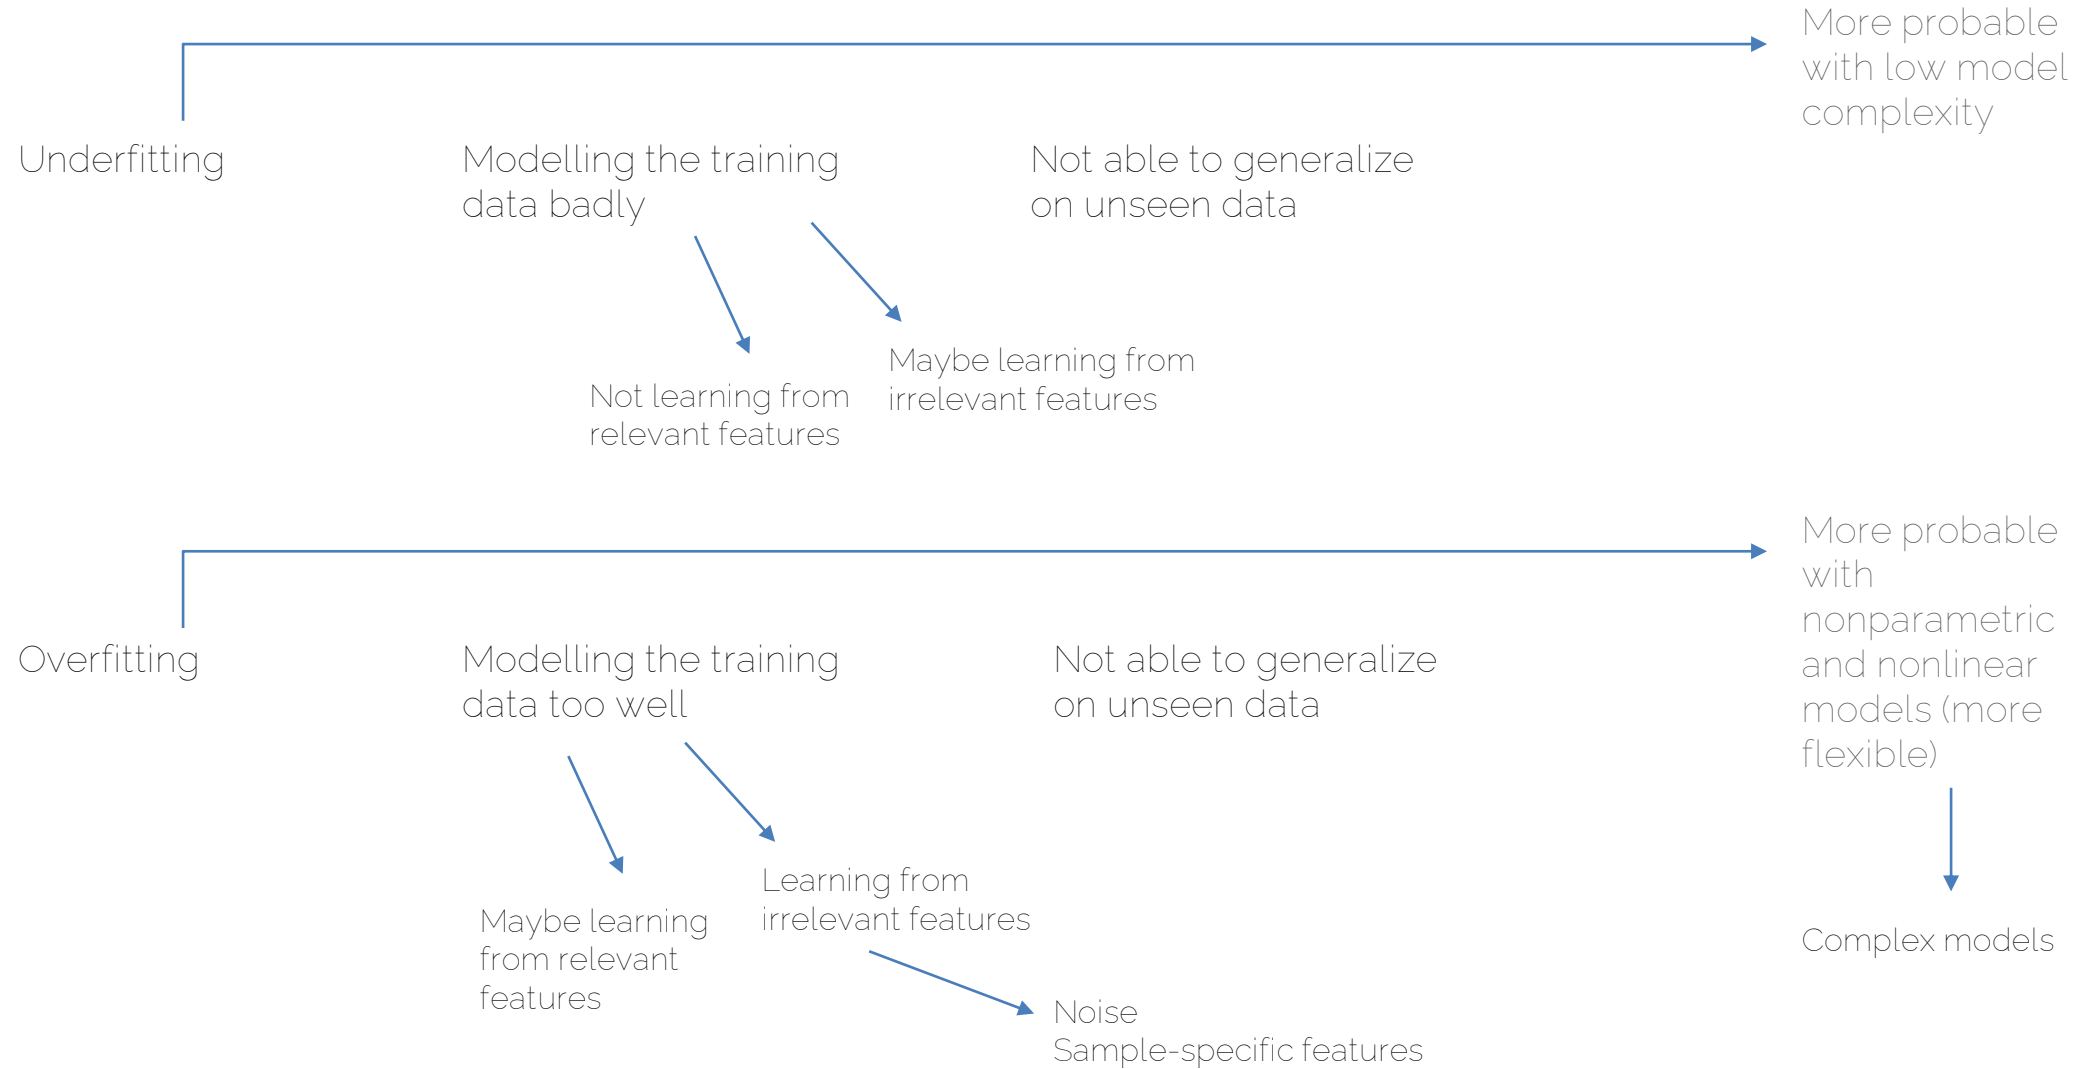 More probable
with low model
complexity
Underfitting
Modelling the training
data badly
Not able to generalize
on unseen data
Maybe learning from
irrelevant features
Not learning from
relevant features
More probable
with
nonparametric
and nonlinear
models (more
flexible)
Overfitting
Modelling the training
data too well
Not able to generalize
on unseen data
Learning from
irrelevant features
Maybe learning
from relevant
features
Complex models
Noise
Sample-specific features